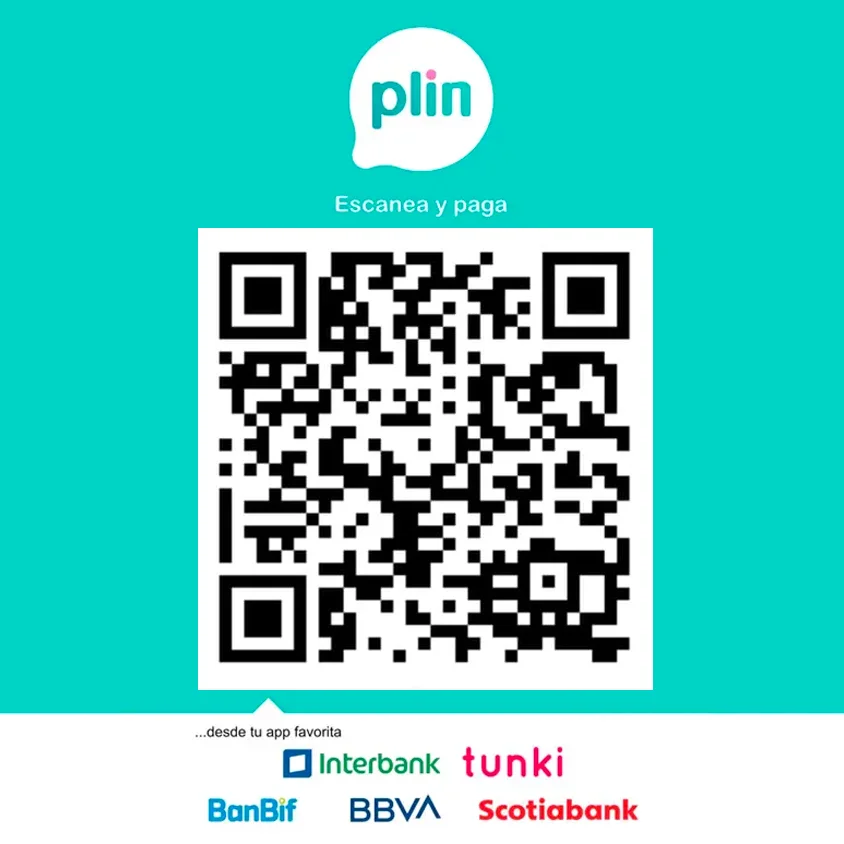 plin
Escanea y paga
...desde tu app favorita
Interbank tunki
BanBif BBVA Scotiabank